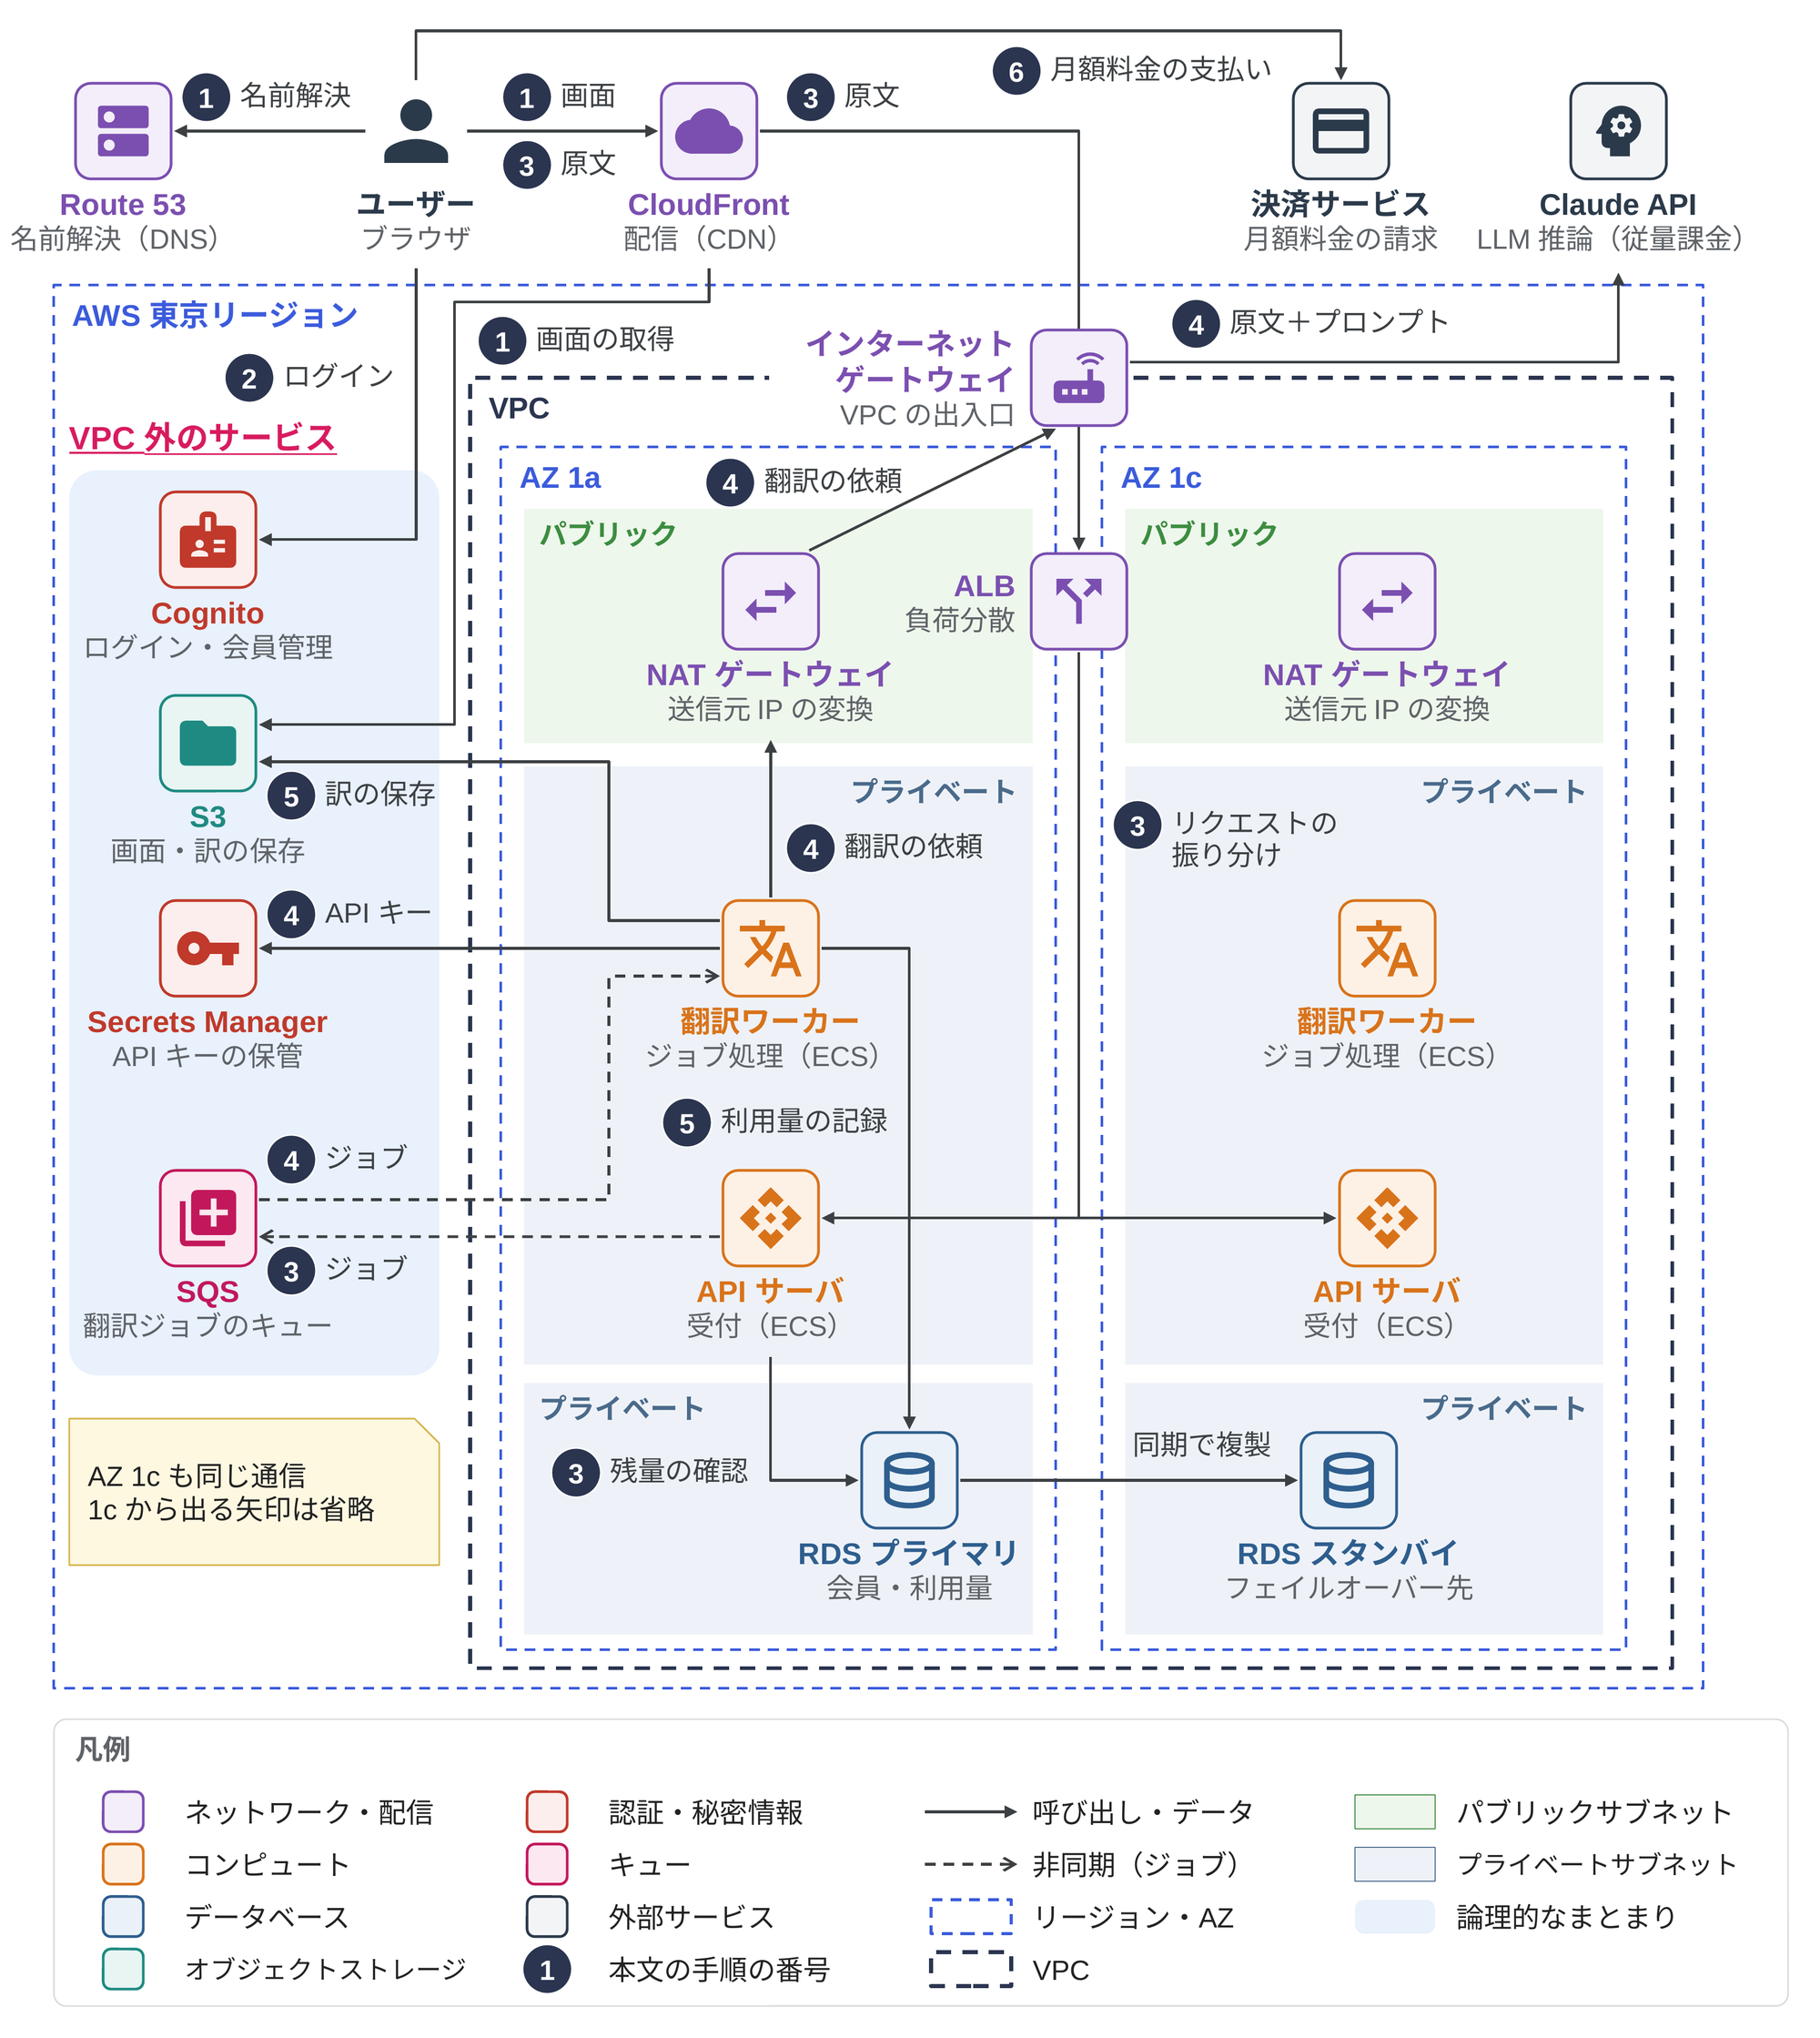 6 月額料金の支払い
1 名前解決
1 画面
3 原文
3 原文
Route 53
名前解決（DNS）
ユーザー
ブラウザ
CloudFront
配信（CDN）
決済サービス
月額料金の請求
Claude API
LLM 推論（従量課金）
AWS 東京リージョン
1 画面の取得
2 ログイン
インターネット
ゲートウェイ
VPC の出入口
4 原文＋プロンプト
VPC
VPC 外のサービス
AZ 1a
4 翻訳の依頼
AZ 1c
パブリック
パブリック
Cognito
ログイン・会員管理
ALB
負荷分散
NAT ゲートウェイ
送信元 IP の変換
NAT ゲートウェイ
送信元 IP の変換
5 訳の保存
S3
画面・訳の保存
プライベート
4 翻訳の依頼
プライベート
3 リクエストの
振り分け
4 API キー
Secrets Manager
API キーの保管
翻訳ワーカー
ジョブ処理（ECS）
翻訳ワーカー
ジョブ処理（ECS）
5 利用量の記録
4 ジョブ
3 ジョブ
SQS
翻訳ジョブのキュー
API サーバ
受付（ECS）
API サーバ
受付（ECS）
プライベート
プライベート
3 残量の確認
同期で複製
RDS プライマリ
会員・利用量
RDS スタンバイ
フェイルオーバー先
AZ 1c も同じ通信
1c から出る矢印は省略
凡例
ネットワーク・配信
コンピュート
データベース
オブジェクトストレージ
認証・秘密情報
キュー
外部サービス
1 本文の手順の番号
呼び出し・データ
非同期（ジョブ）
リージョン・AZ
VPC
パブリックサブネット
プライベートサブネット
論理的なまとまり